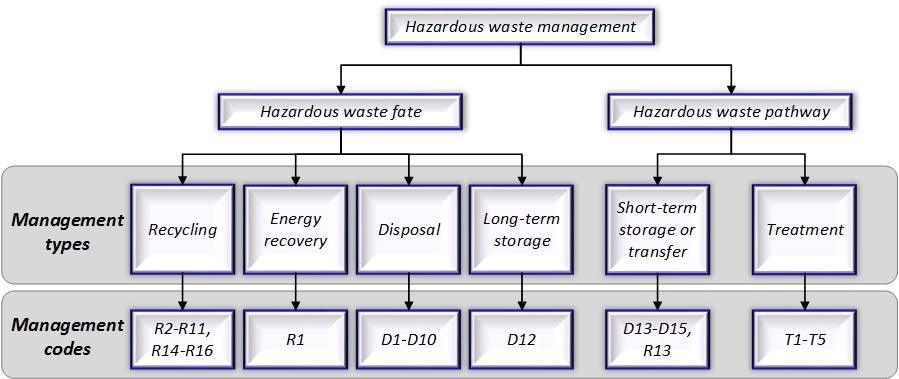 Hazardous waste management
Hazardous waste fate
Hazardous waste pathway
Management
types
Recycling
Energy
recovery
Disposal
Long-term
storage
Short-term
storage or
transfer
Treatment
Management
codes
R2-R11,
R14-R16
R1
D1-D10
D12
D13-D15,
R13
T1-T5